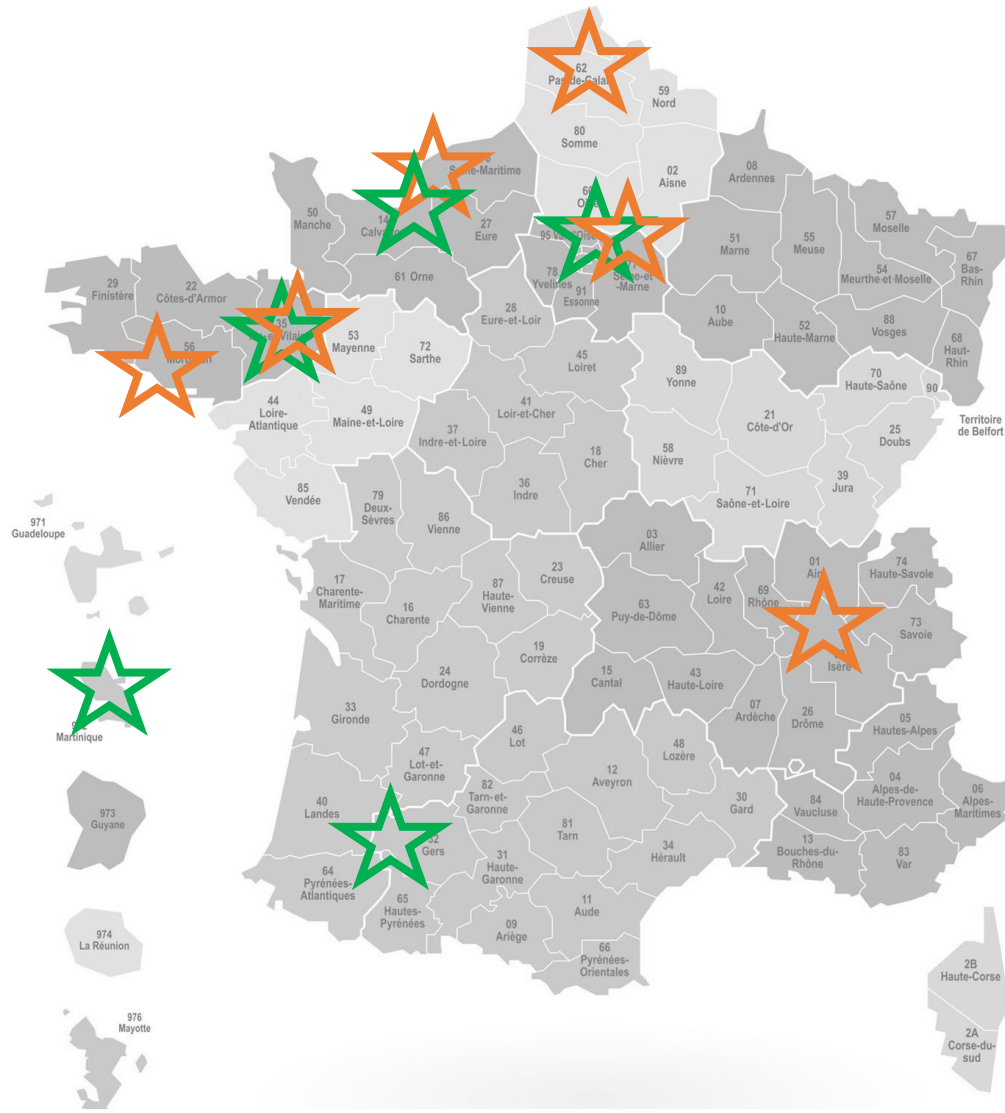 62
59
Nord
80
Somme
02
Aisne
08
Ardennes
50
Manche
27
Eure
51
Marne
55
Meuse
57
Moselle
54
Meurthe-et-Moselle
67
Bas-
Rhin
78
Yvelines
91
Essonne
-Marne
61 Orne
29
Finistère
22
Côtes-d'Armor
35
53
Mayenne
72
Sarthe
28
Eure-et-Loir
10
Aube
52
Haute-Marne
88
Vosges
68
Haut-
Rhin
56
45
Loiret
89
Yonne
70
Haute-Saône
90
Territoire
de Belfort
44
Loire-
Atlantique
49
Maine-et-Loire
41
Loir-et-Cher
37
Indre-et-Loire
21
Côte-d'Or
25
Doubs
18
Cher
58
Nièvre
39
Jura
85
Vendée
79
Deux-
Sèvres
86
Vienne
36
Indre
71
Saône-et-Loire
971
Guadeloupe
03
Allier
01
74
Haute-Savoie
17
Charente-
Maritime
16
Charente
87
Haute-
Vienne
23
Creuse
63
Puy-de-Dôme
42
Loire
69
Rhône
73
Savoie
Isère
19
Corrèze
24
Dordogne
15
Cantal
43
Haute-Loire
07
Ardèche
26
Drôme
05
Hautes-Alpes
33
Gironde
Martinique
46
Lot
48
Lozère
47
Lot-et-
Garonne
12
Aveyron
04
Alpes-de-
Haute-Provence
06
Alpes-
Maritimes
973
Guyane
40
Landes
82
Tarn-et-
Garonne
30
Gard
84
Vaucluse
81
Tarn
13
Bouches-du-
Rhône
83
Var
Gers
31
Haute-
Garonne
34
Hérault
64
Pyrénées-
Atlantiques
65
Hautes-
Pyrénées
09
Ariège
11
Aude
66
Pyrénées-
Orientales
974
La Réunion
2B
Haute-Corse
976
Mayotte
2A
Corse-du-
sud